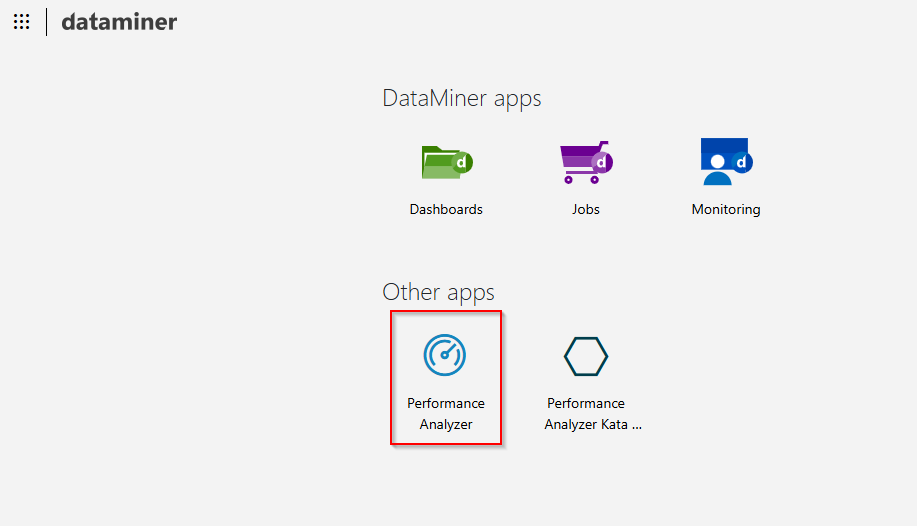 dataminer
DataMiner apps
d
d
d
Dashboards
Jobs
Monitoring
Other apps
Performance
Analyzer
Performance
Analyzer Kata ...